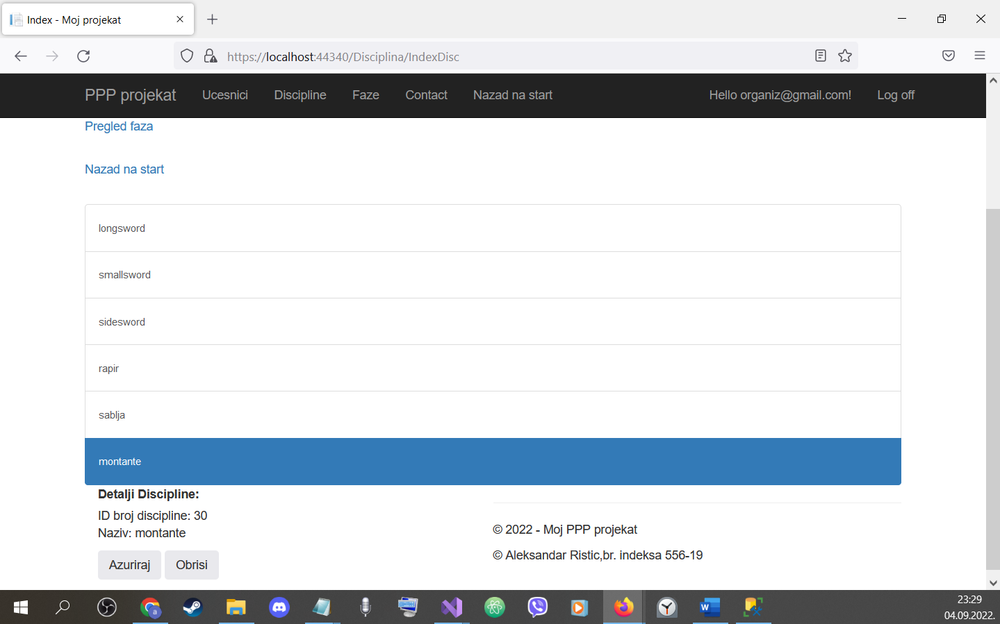 Index - Moj projekat
https://localhost:44340/Disciplina/IndexDisc
PPP projekat Ucesnici Discipline Faze Contact Nazad na start Hello organiz@gmail.com! Log off
Pregled faza
Nazad na start
longsword
smallsword
sidesword
rapir
sablja
montante
Detalji Discipline:
ID broj discipline: 30
Naziv: montante
Azuriraj Obrisi
© 2022 - Moj PPP projekat
© Aleksandar Ristic,br. indeksa 556-19
23:29
04.09.2022.